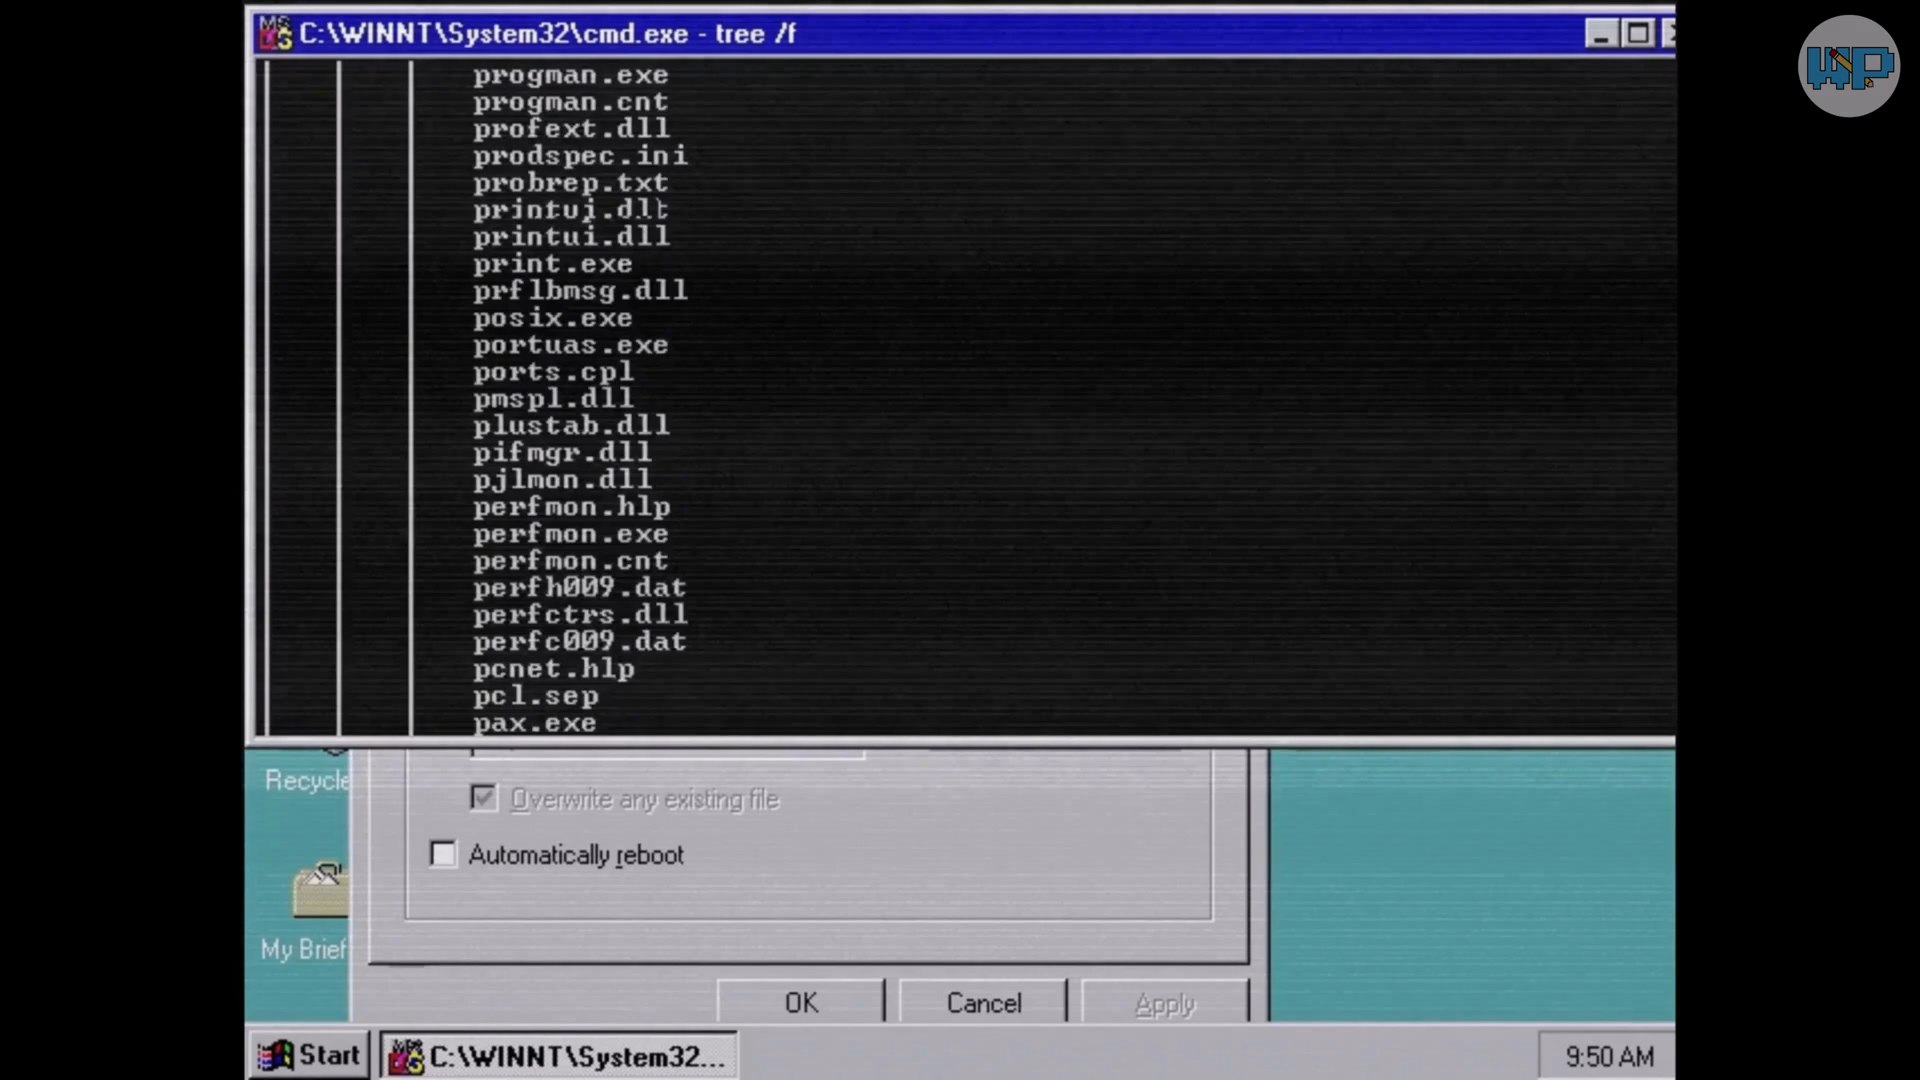 C:\WINNT\System32\cmd.exe - tree /f
WP
progman.exe
progman.cnt
profext.dll
prodspec.ini
probrep.txt
printui.dll
print.exe
prflbmsg.dll
posix.exe
portuas.exe
ports.cpl
pmspl.dll
plustab.dll
pifmgr.dll
pjlmon.dll
perfmon.hlp
perfmon.exe
perfmon.cnt
perfh009.dat
perfctrs.dll
perfc009.dat
pcnet.hlp
pcl.sep
pax.exe
Recycle
Overwrite any existing file
Automatically reboot
My Brief
OK Cancel Apply
Start C:\WINNT\System32... 9:50 AM